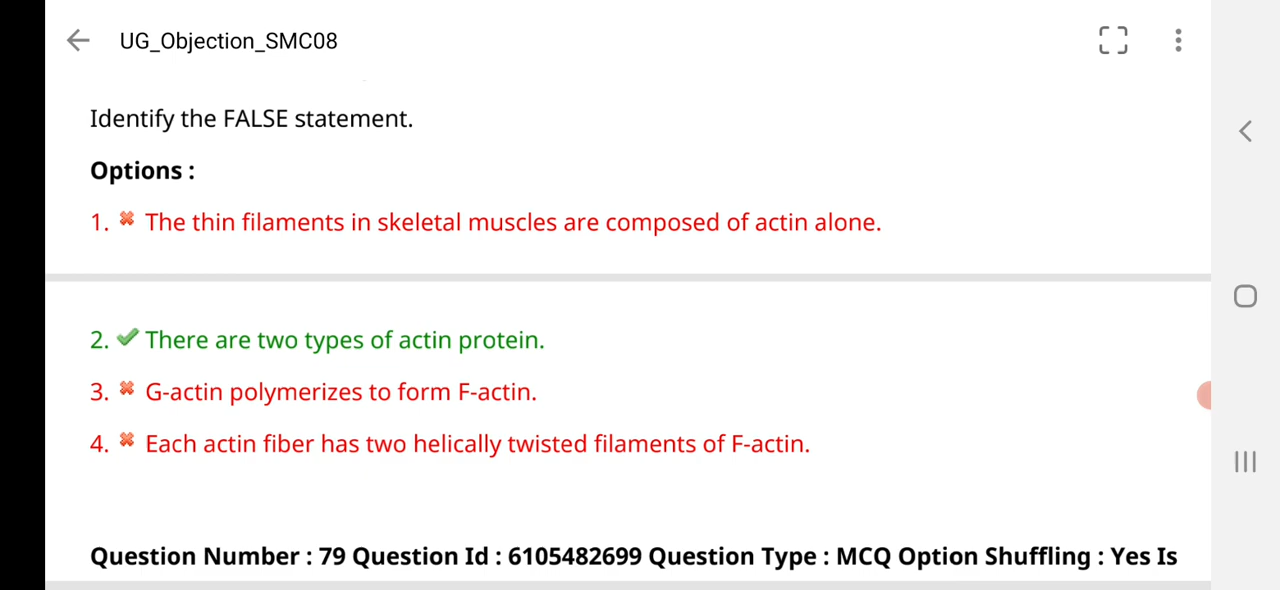 UG_Objection_SMC08
Identify the FALSE statement.
Options :
1. The thin filaments in skeletal muscles are composed of actin alone.
2. There are two types of actin protein.
3. G-actin polymerizes to form F-actin.
4. Each actin fiber has two helically twisted filaments of F-actin.
Question Number : 79 Question Id : 6105482699 Question Type : MCQ Option Shuffling : Yes Is